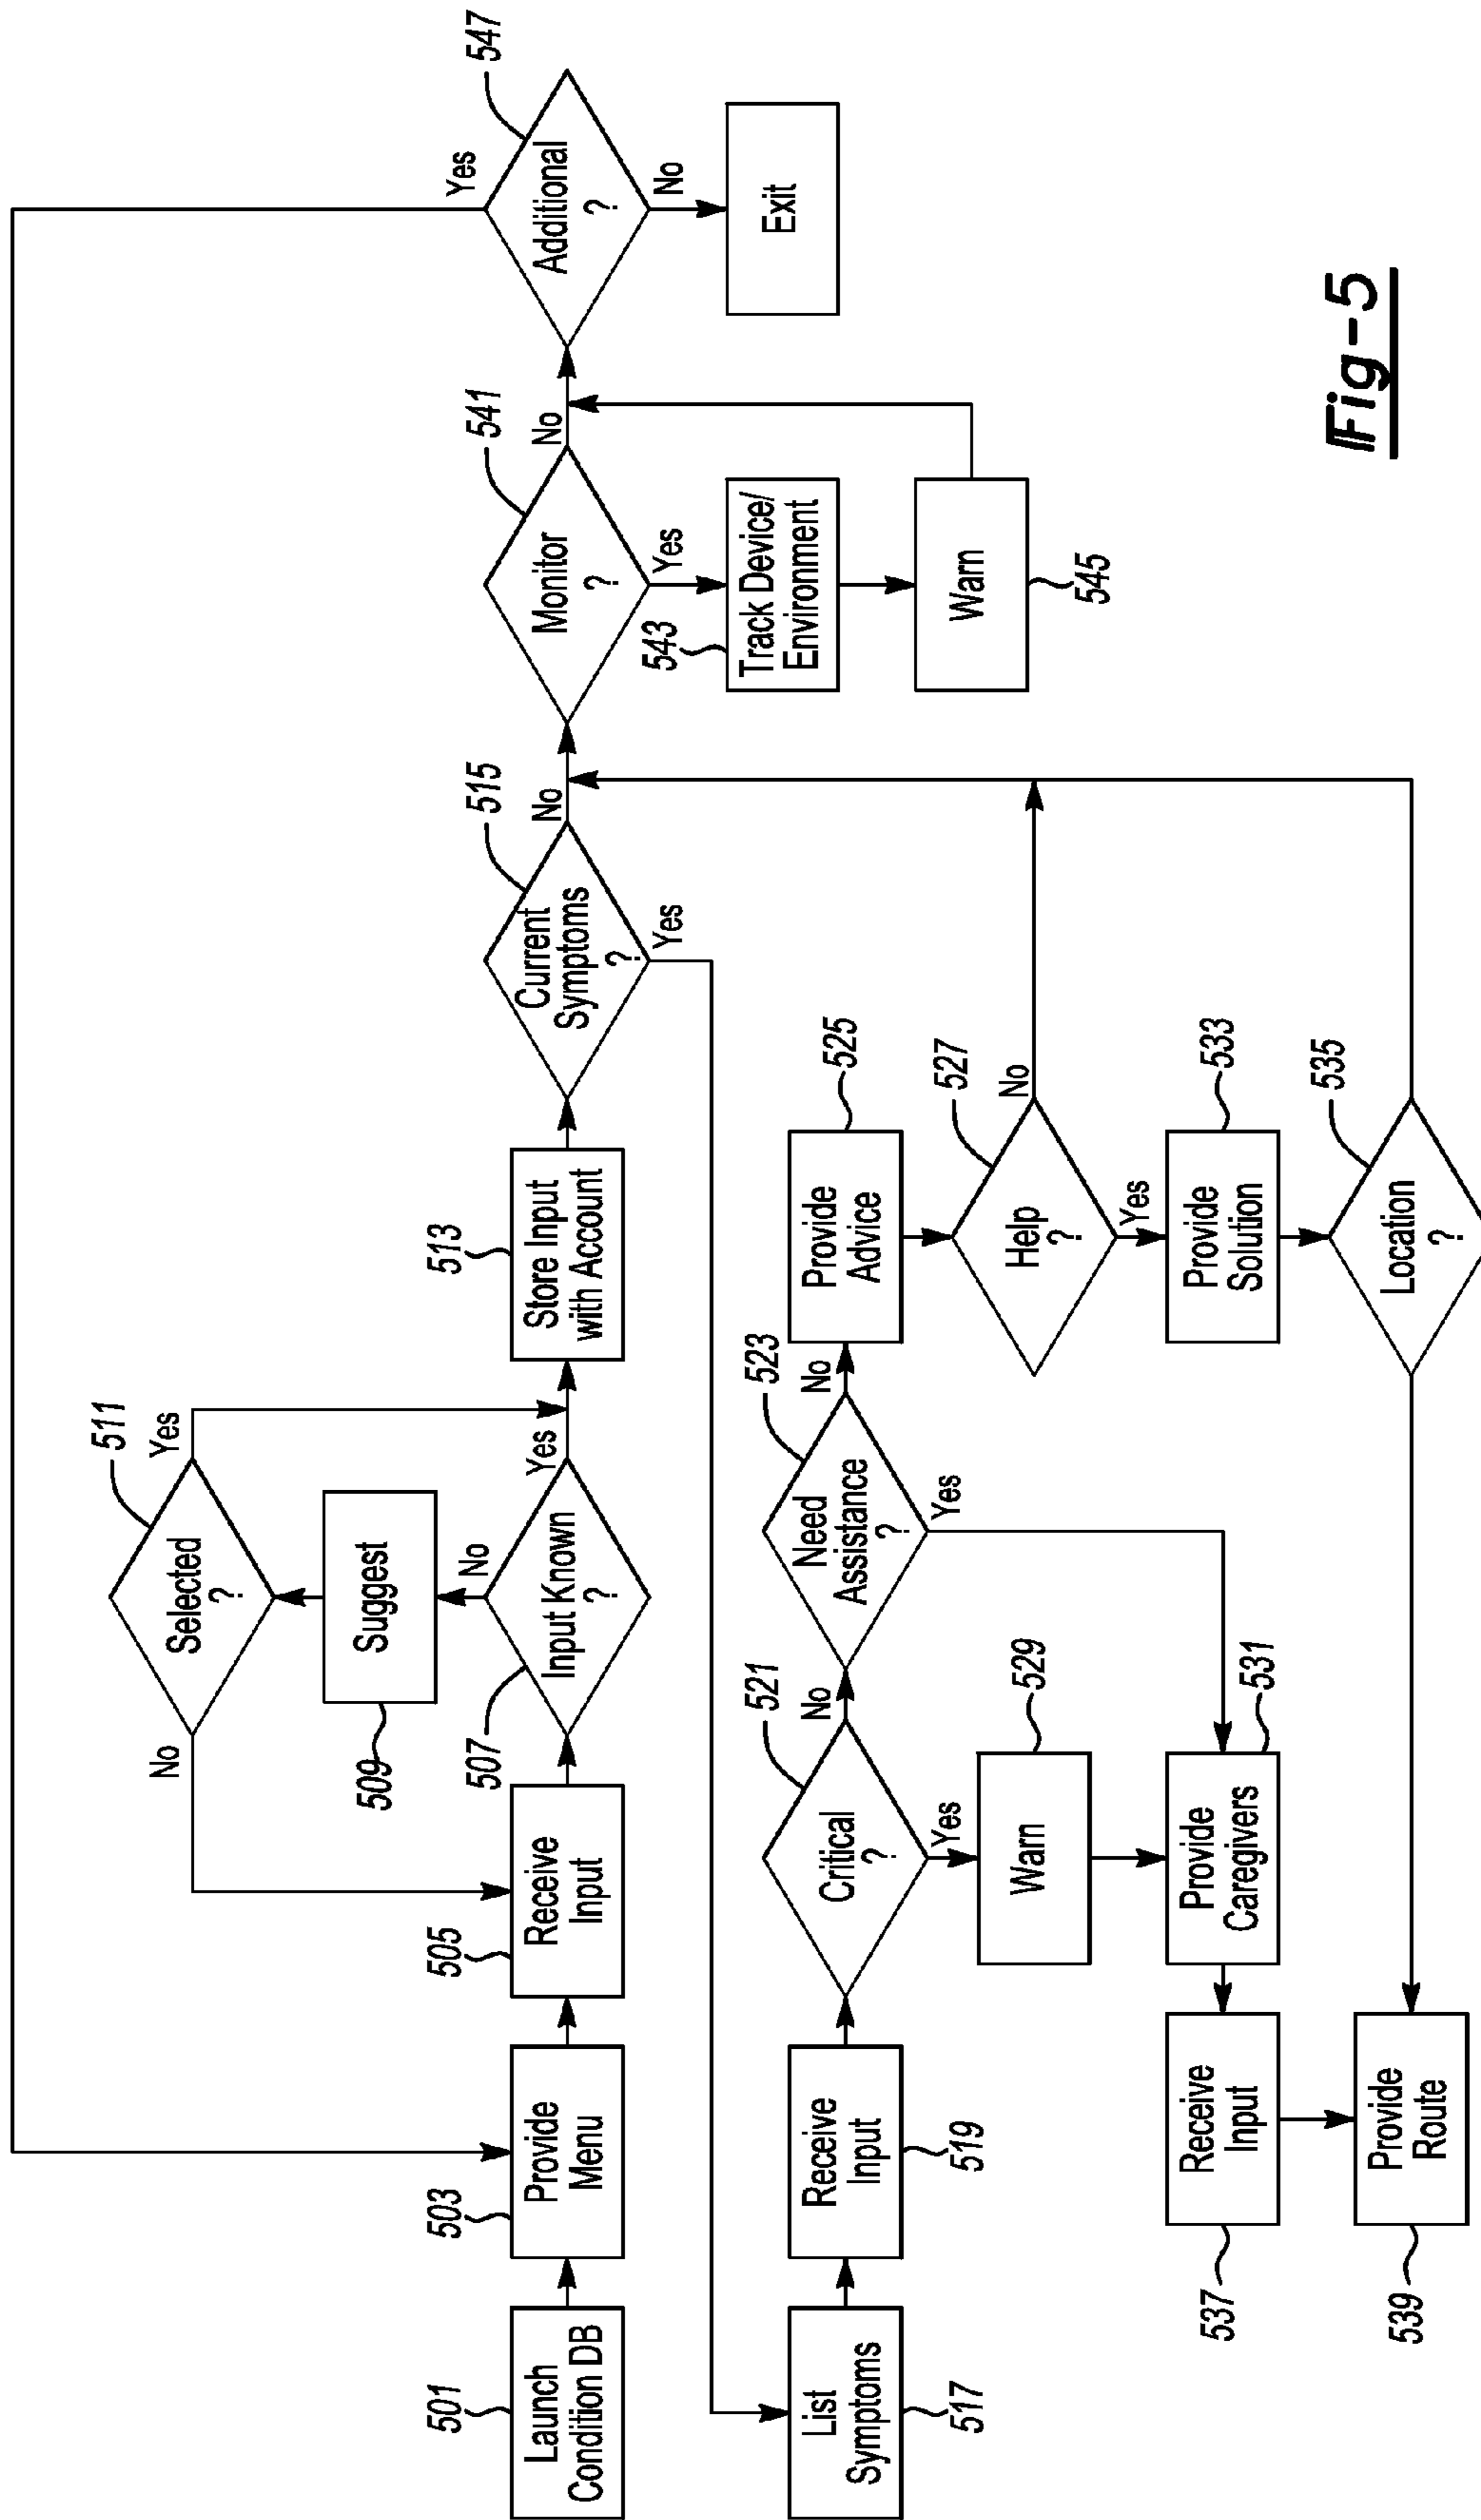 501
Launch
Condition DB
503
Provide
Menu
505
Receive
Input
507
Input Known
?
Yes
No
509
Suggest
511
Selected
?
Yes
No
513
Store Input
with Account
515
Current
Symptoms
?
No
Yes
541
Monitor
?
No
Yes
543
Track Device/
Environment
Warn
545
547
Additional
?
Yes
No
Exit
List
Symptoms
517
Receive
Input
519
521
Critical
?
No
Yes
523
Need
Assistance
?
No
Yes
525
Provide
Advice
527
Help
?
No
Yes
529
Warn
531
Provide
Caregivers
533
Provide
Solution
535
Location
?
537
Receive
Input
539
Provide
Route
Fig-5